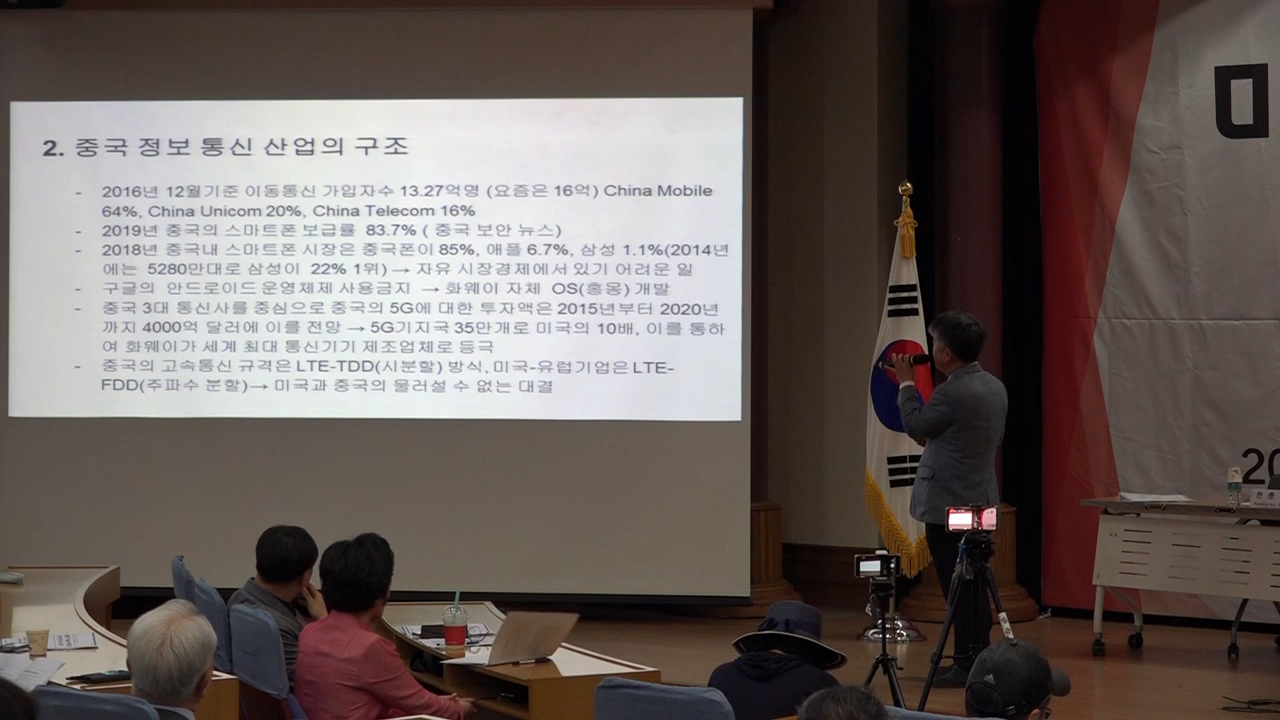 2. 중국 정보 통신 산업의 구조
- 2016년 12월기준 이동통신 가입자수 13.27억명 (요즘은 16억) China Mobile
64%, China Unicom 20%, China Telecom 16%
- 2019년 중국의 스마트폰 보급률 83.7% ( 중국 보안 뉴스)
- 2018년 중국내 스마트폰 시장은 중국폰이 85%, 애플 6.7%, 삼성 1.1%(2014년
에는 5280만대로 삼성이 22% 1위) → 자유 시장경제에서 있기 어려운 일
- 구글의 안드로이드 운영체제 사용금지 → 화웨이 자체 OS(홍몽) 개발
- 중국 3대 통신사를 중심으로 중국의 5G에 대한 투자액은 2015년부터 2020년
까지 4000억 달러에 이를 전망 → 5G기지국 35만개로 미국의 10배, 이를 통하
여 화웨이가 세계 최대 통신기기 제조업체로 등극
- 중국의 고속통신 규격은 LTE-TDD(시분할) 방식, 미국-유럽기업은 LTE-
FDD(주파수 분할)→ 미국과 중국의 물러설 수 없는 대결
미
20